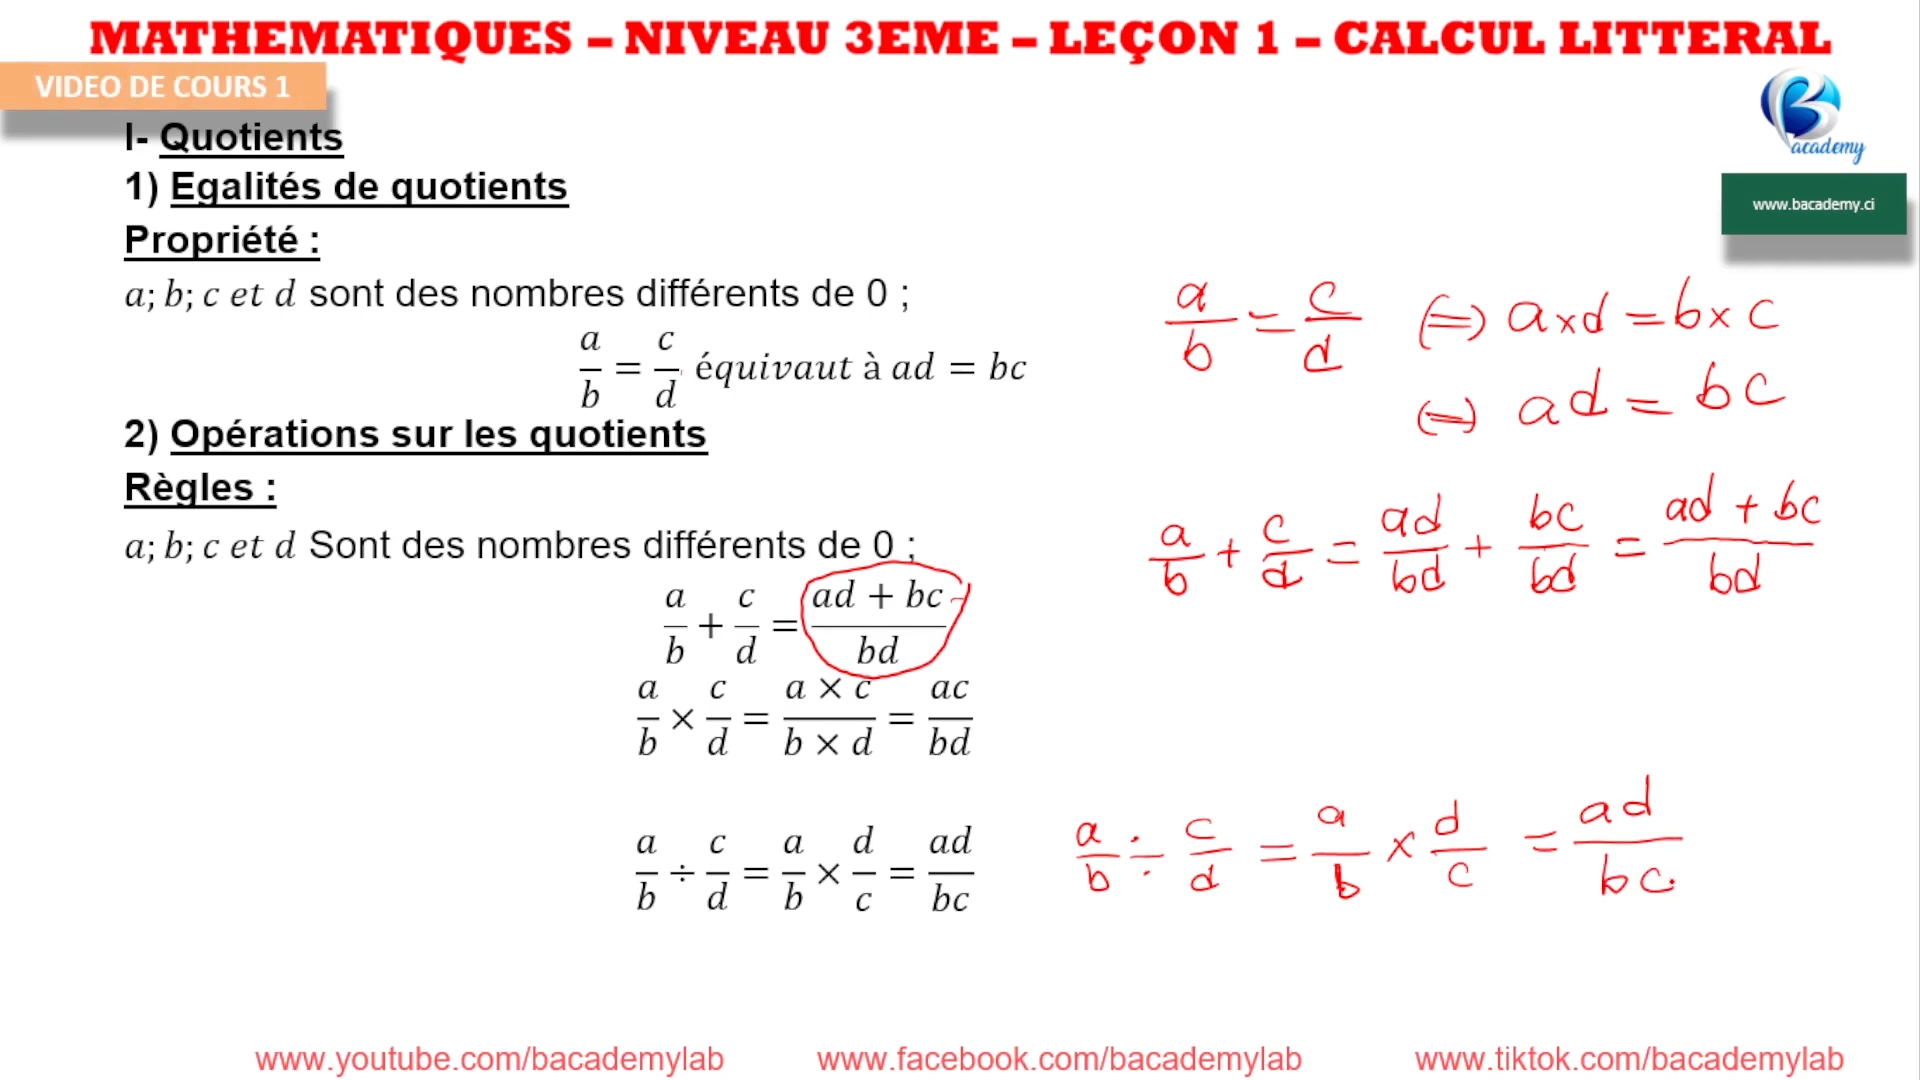 MATHEMATIQUES – NIVEAU 3EME – LEÇON 1 – CALCUL LITTERAL
VIDEO DE COURS 1
academy
www.bacademy.ci
I- Quotients
1) Egalités de quotients
Propriété :
a; b; c et d sont des nombres différents de 0 ;
a/b = c/d équivaut à ad = bc
a/b = c/d (=) a×d = b×c
(=) ad = bc
2) Opérations sur les quotients
Règles :
a; b; c et d Sont des nombres différents de 0 ;
a/b + c/d = (ad + bc)/bd
a/b + c/d = ad/bd + bc/bd = (ad + bc)/bd
a/b × c/d = (a × c)/(b × d) = ac/bd
a/b ÷ c/d = a/b × d/c = ad/bc
a/b ÷ c/d = a/b × d/c = ad/bc.
www.youtube.com/bacademylab www.facebook.com/bacademylab www.tiktok.com/bacademylab